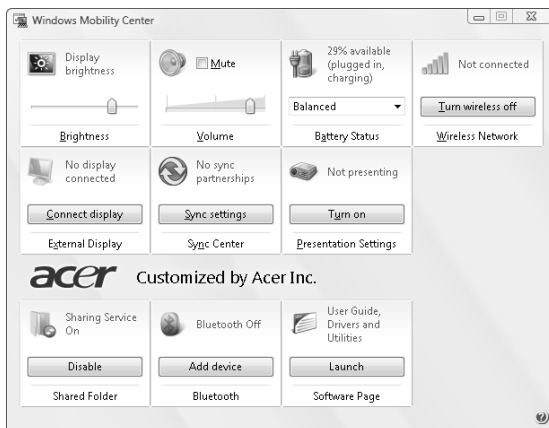 Windows Mobility Center
Display
brightness
Brightness
Mute
Volume
29% available
(plugged in,
charging)
Balanced
Battery Status
Not connected
Turn wireless off
Wireless Network
No display
connected
Connect display
External Display
No sync
partnerships
Sync settings
Sync Center
Not presenting
Turn on
Presentation Settings
acer Customized by Acer Inc.
Sharing Service
On
Disable
Shared Folder
Bluetooth Off
Add device
Bluetooth
User Guide,
Drivers and
Utilities
Launch
Software Page